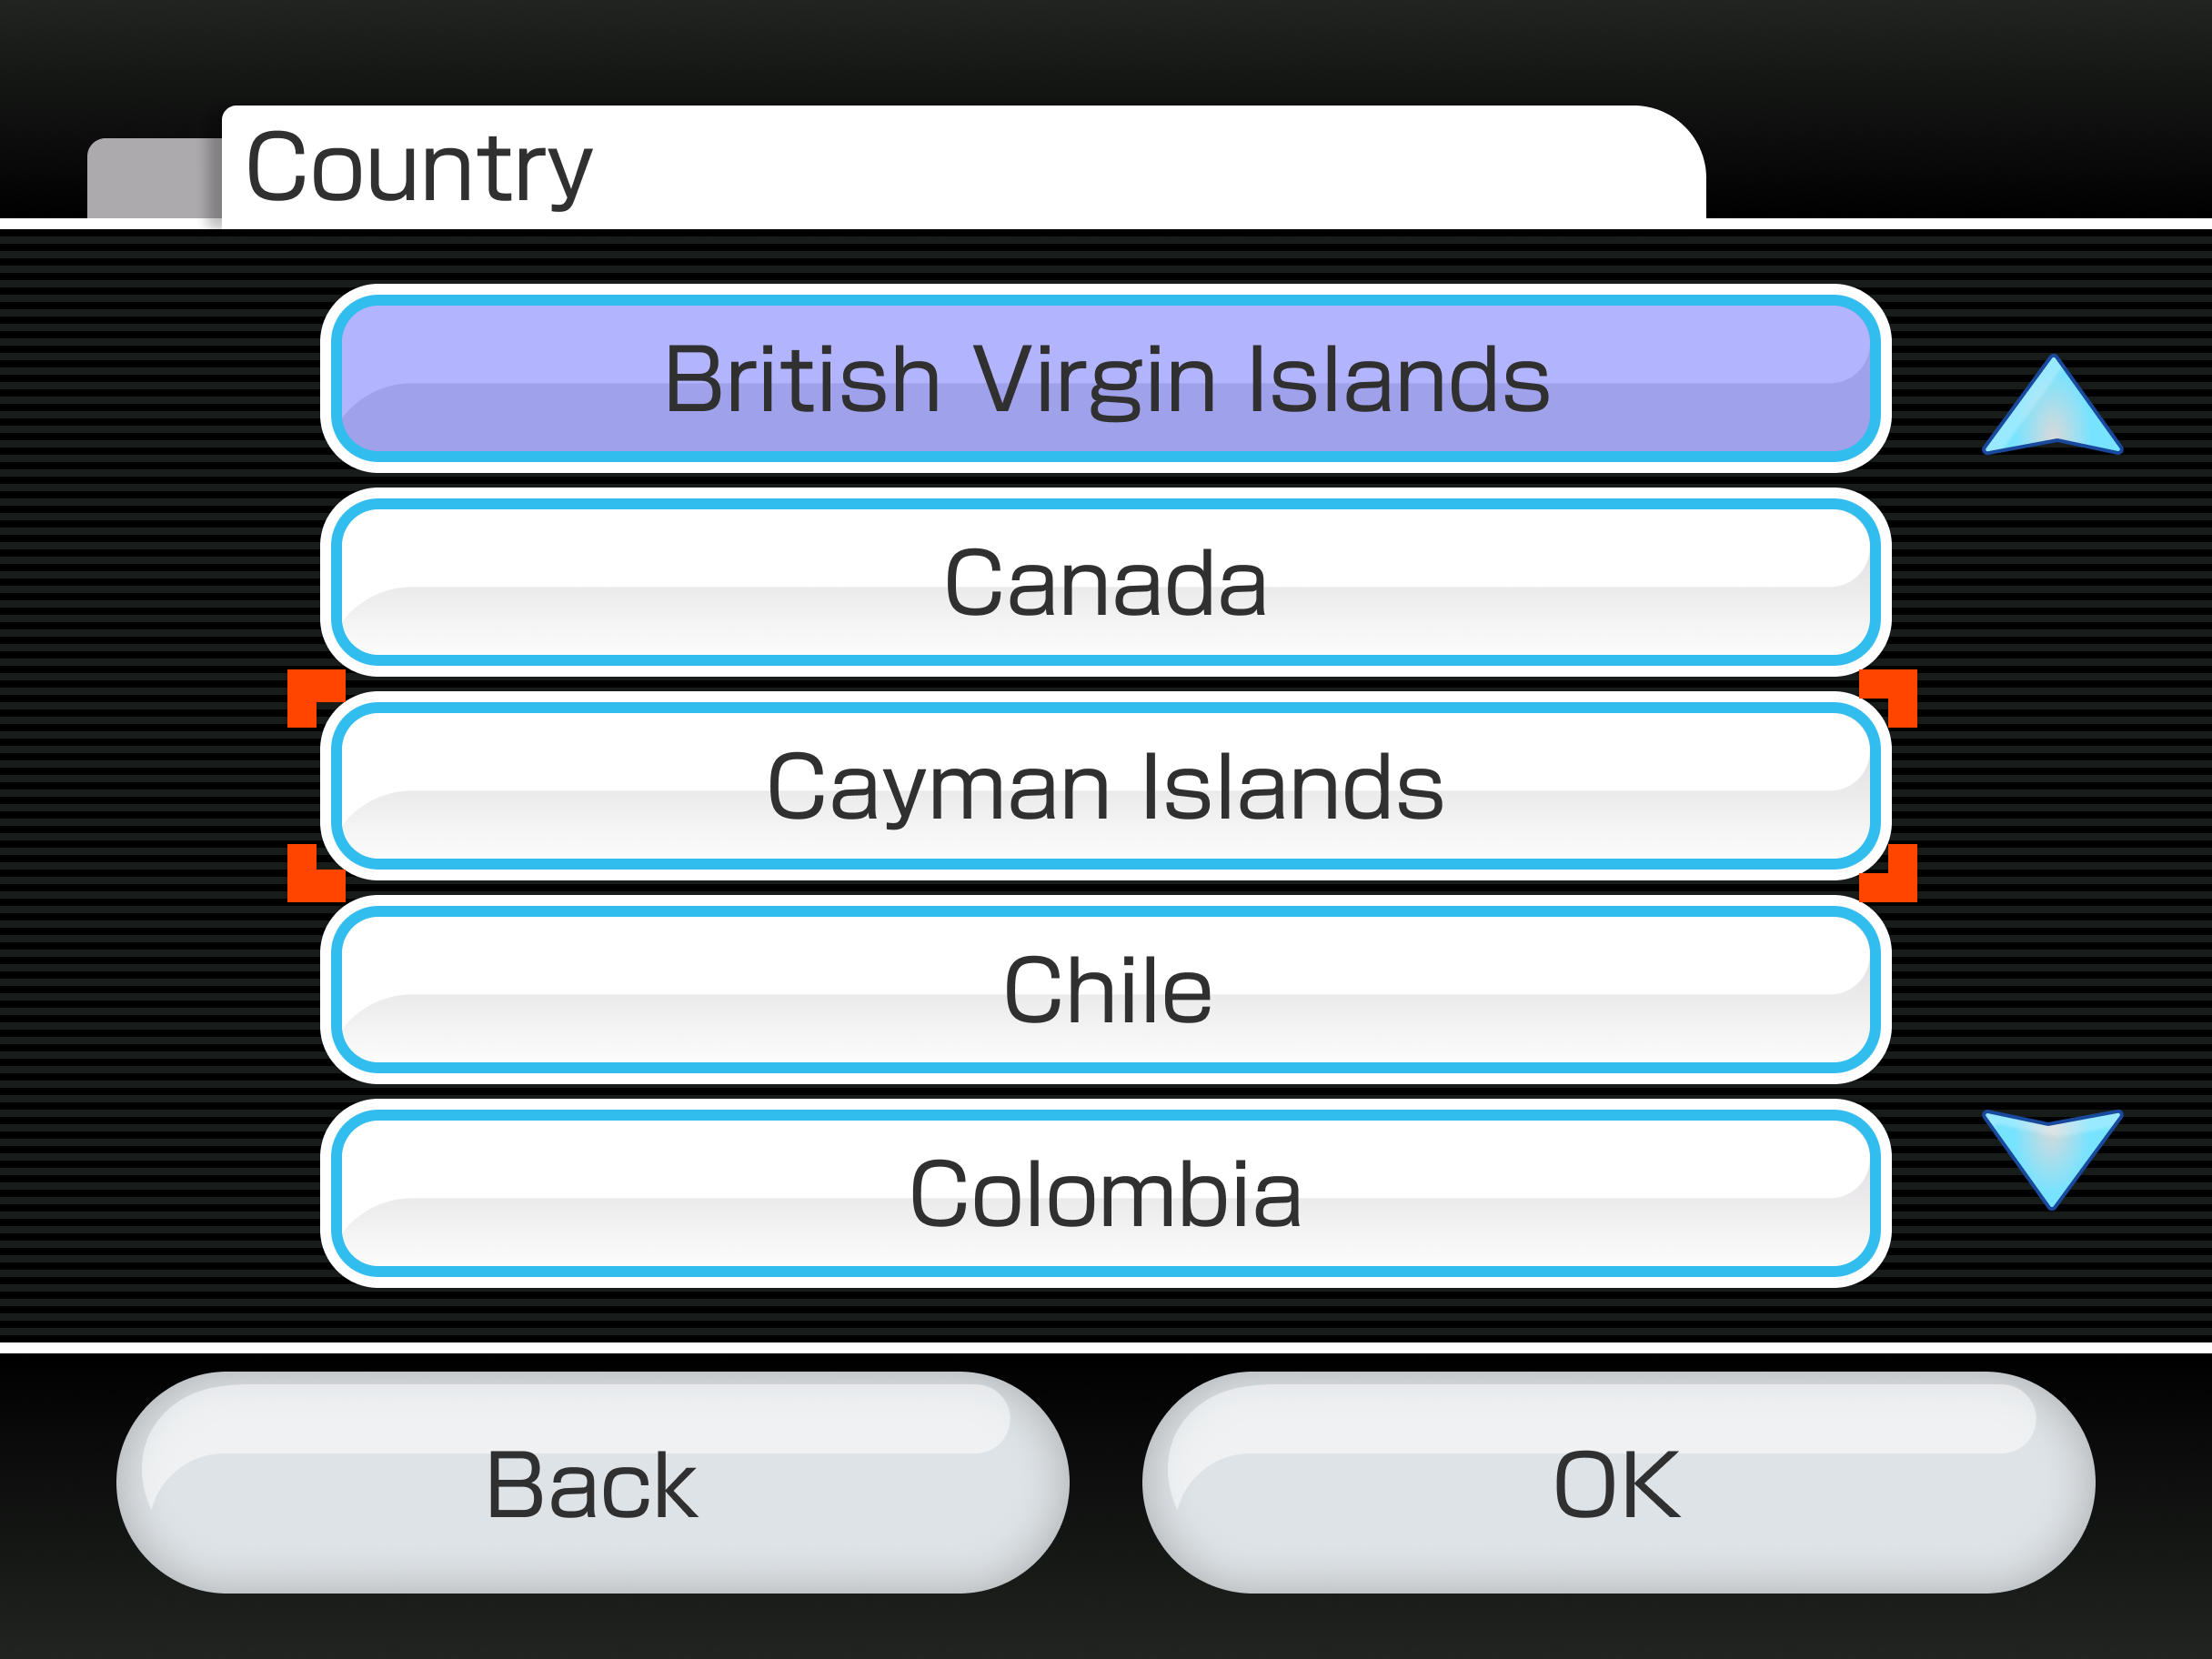 Country
British Virgin Islands
Canada
Cayman Islands
Chile
Colombia
Back
OK